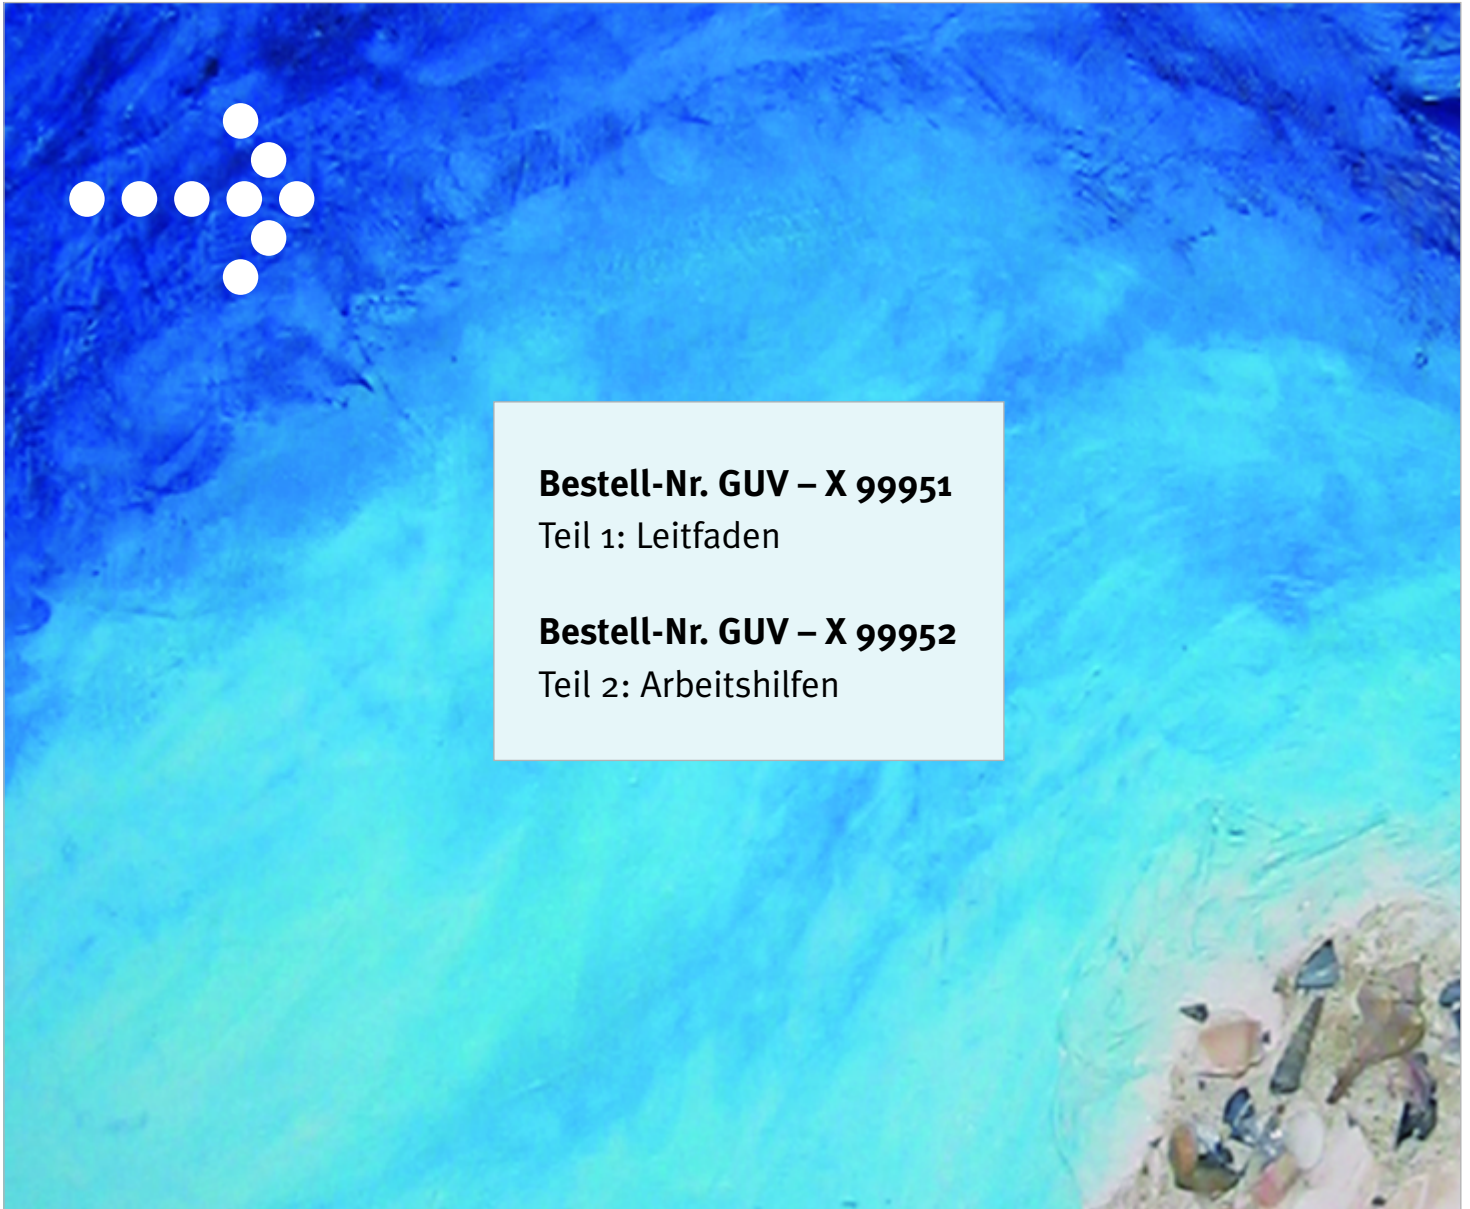 Bestell-Nr. GUV – X 99951
Teil 1: Leitfaden
Bestell-Nr. GUV – X 99952
Teil 2: Arbeitshilfen